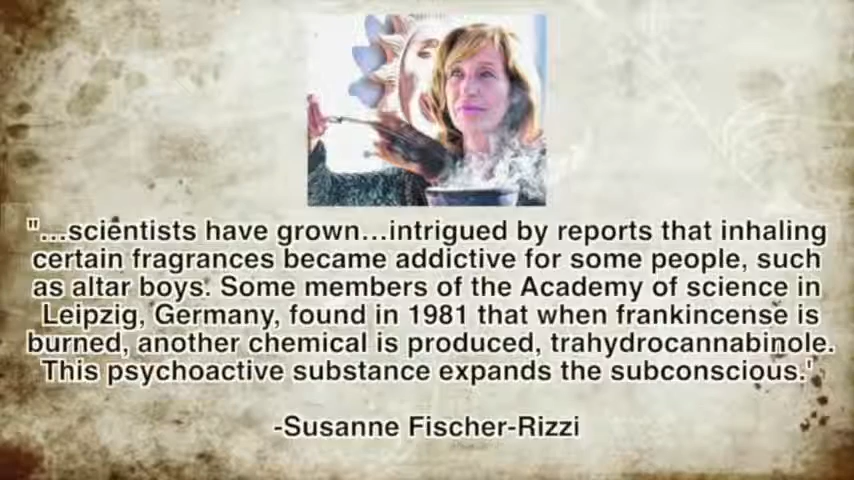 "...scientists have grown...intrigued by reports that inhaling
certain fragrances became addictive for some people, such
as altar boys. Some members of the Academy of science in
Leipzig, Germany, found in 1981 that when frankincense is
burned, another chemical is produced, trahydrocannabinole.
This psychoactive substance expands the subconscious."
-Susanne Fischer-Rizzi